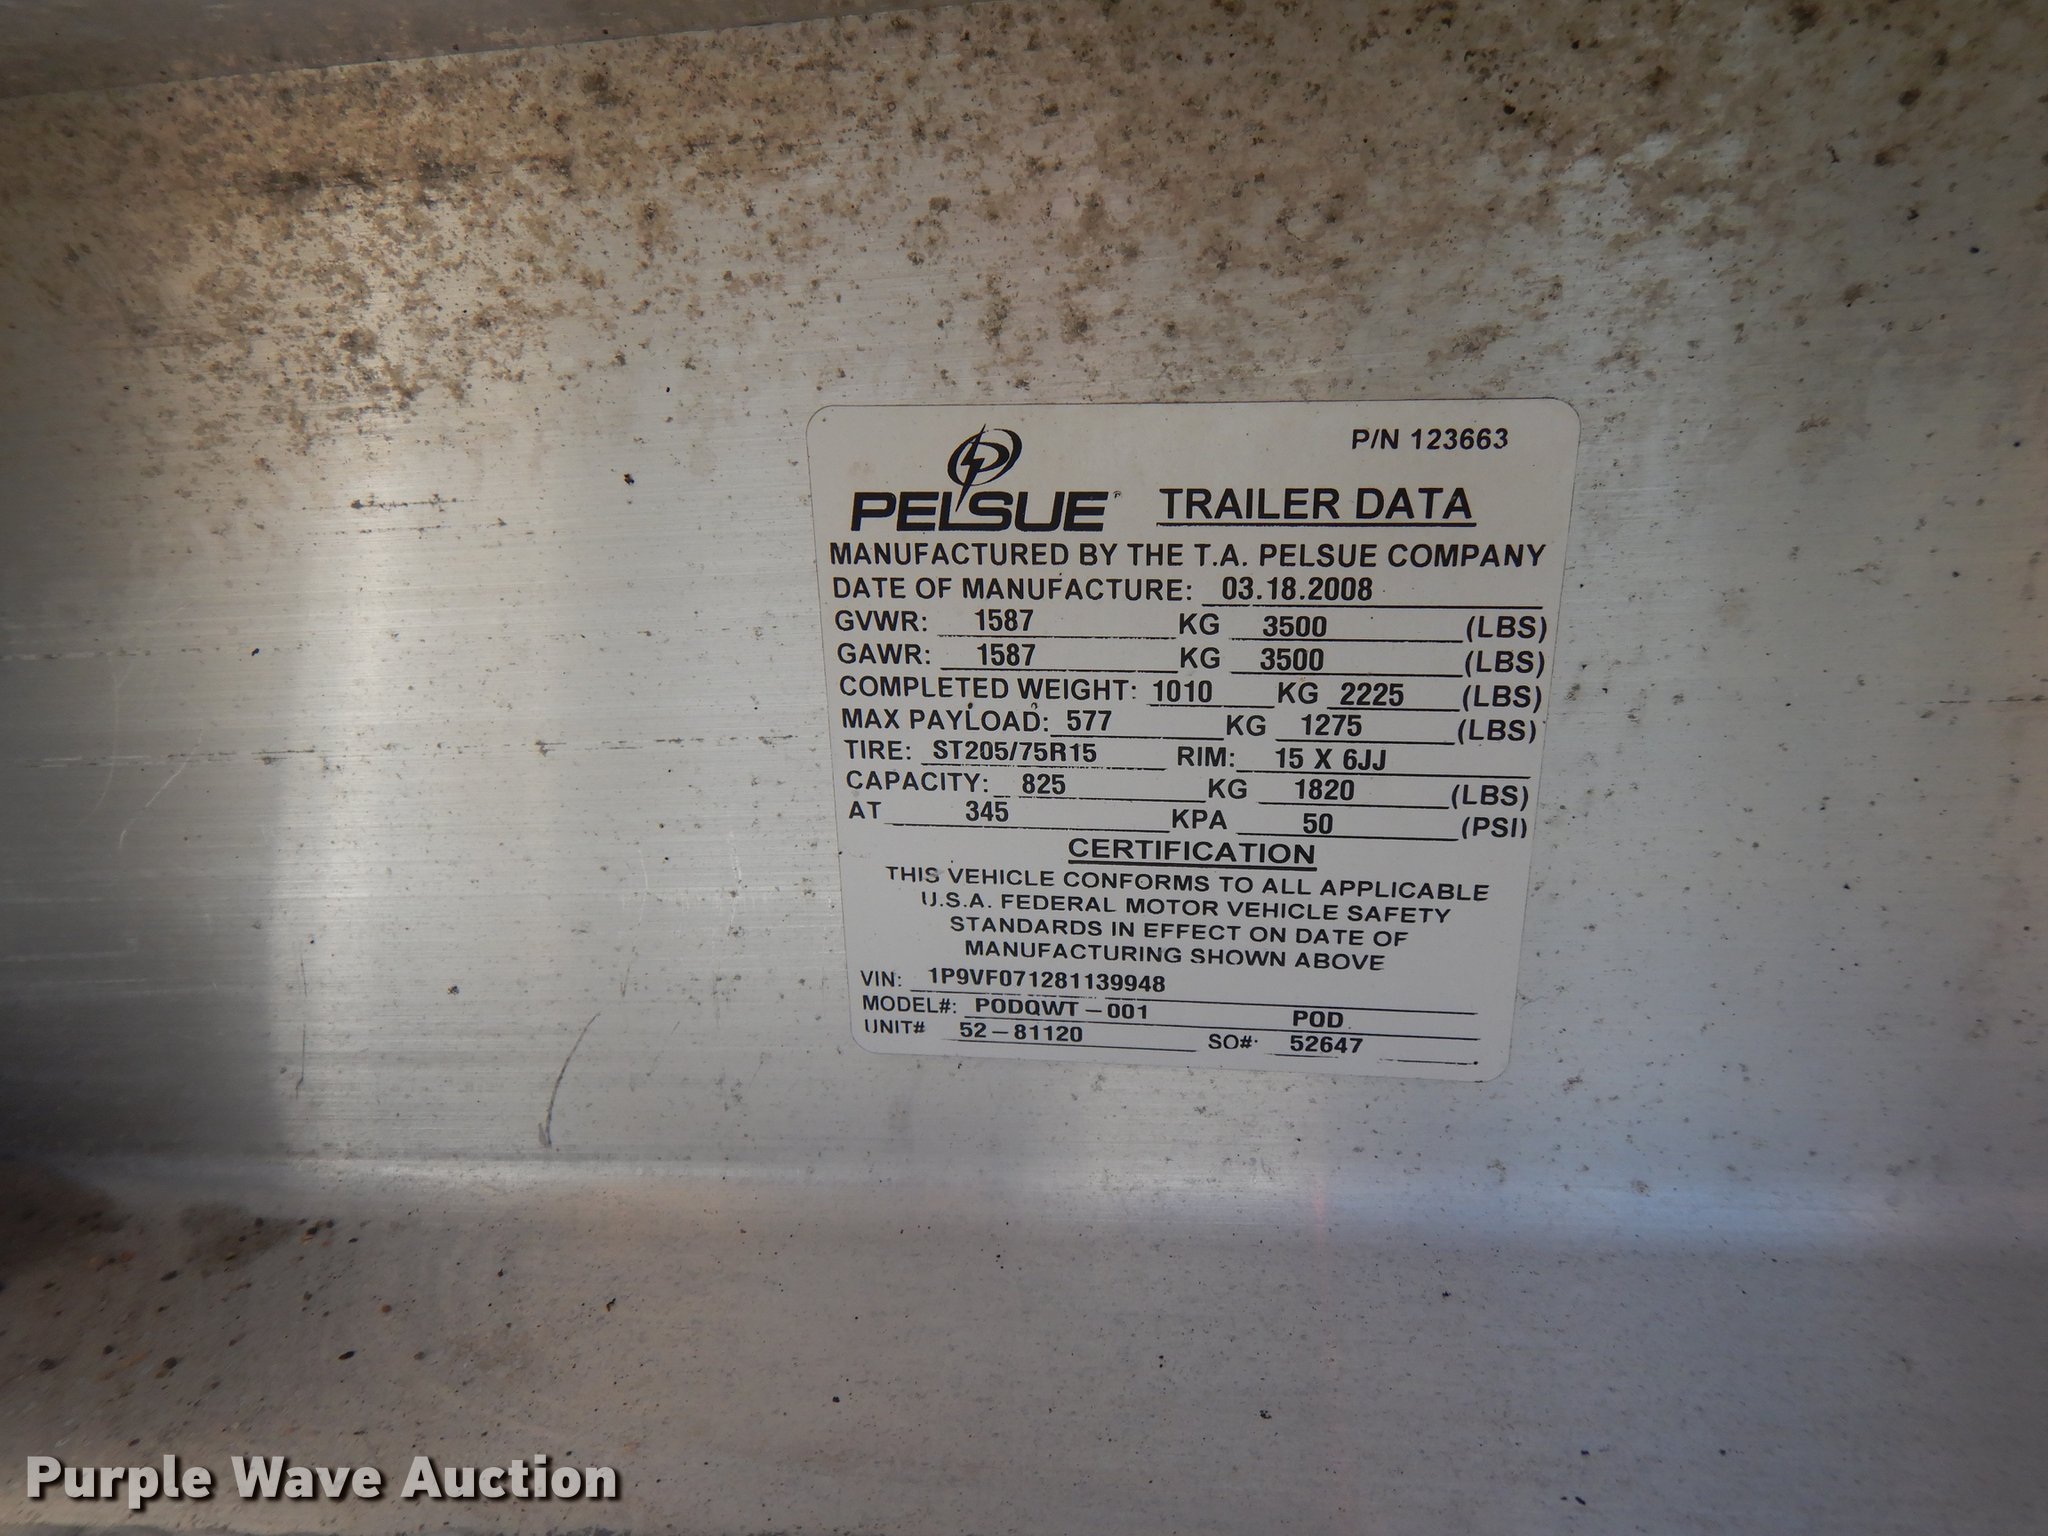 P/N 123663
PELSUE TRAILER DATA
MANUFACTURED BY THE T.A. PELSUE COMPANY
DATE OF MANUFACTURE: 03.18.2008
GVWR: 1587 KG 3500 (LBS)
GAWR: 1587 KG 3500 (LBS)
COMPLETED WEIGHT: 1010 KG 2225 (LBS)
MAX PAYLOAD: 577 KG 1275 (LBS)
TIRE: ST205/75R15 RIM: 15 X 6JJ
CAPACITY: 825 KG 1820 (LBS)
AT 345 KPA 50 (PSI)
CERTIFICATION
THIS VEHICLE CONFORMS TO ALL APPLICABLE
U.S.A. FEDERAL MOTOR VEHICLE SAFETY
STANDARDS IN EFFECT ON DATE OF
MANUFACTURING SHOWN ABOVE
VIN: 1P9VF071281139948
MODEL#: PODQWT-001 POD
UNIT# 52-81120 SO#: 52647
Purple Wave Auction